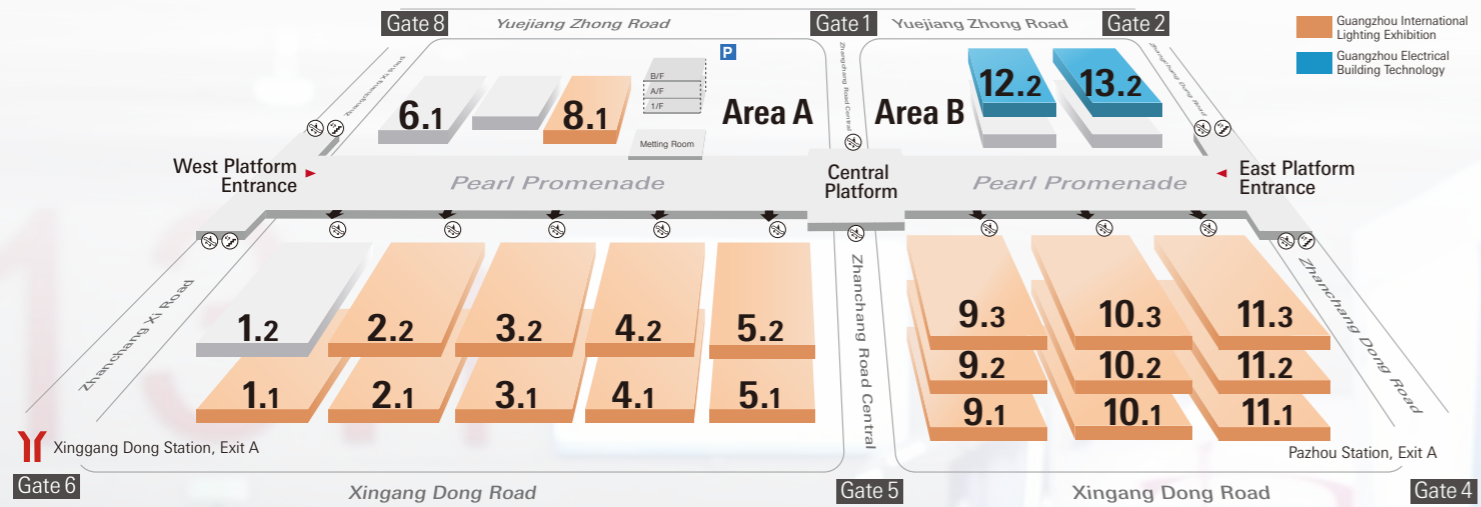 Gate 8
Yuejiang Zhong Road
Gate 1
Yuejiang Zhong Road
Gate 2
Guangzhou International
Lighting Exhibition
Guangzhou Electrical
Building Technology
P
Zhangchang Xi Road
Zhangchang Road Central
Zhangchang Dong Road
6.1
8.1
B/F
A/F
1/F
Metting Room
Area A
Area B
12.2
13.2
West Platform
Entrance
Pearl Promenade
Central
Platform
Pearl Promenade
East Platform
Entrance
Zhanchang Xi Road
1.2
2.2
3.2
4.2
5.2
Zhanchang Road Central
9.3
10.3
11.3
Zhanchang Dong Road
9.2
10.2
11.2
1.1
2.1
3.1
4.1
5.1
9.1
10.1
11.1
Xinggang Dong Station, Exit A
Pazhou Station, Exit A
Gate 6
Xingang Dong Road
Gate 5
Xingang Dong Road
Gate 4